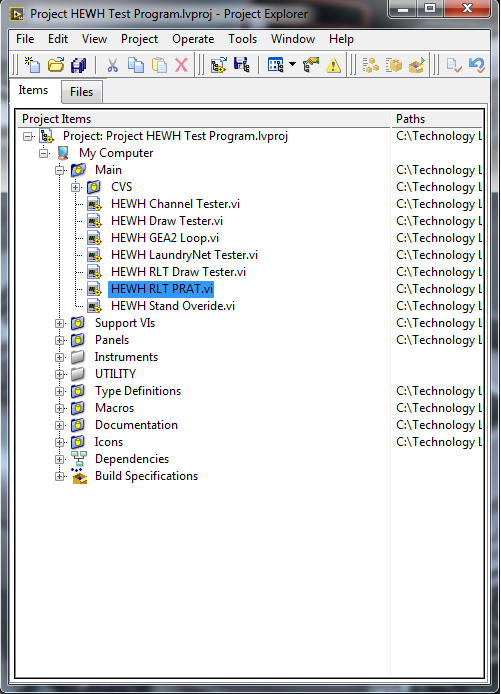 Project HEWH Test Program.lvproj - Project Explorer
File Edit View Project Operate Tools Window Help
Items Files
Project Items Paths
Project: Project HEWH Test Program.lvproj C:\Technology L
My Computer
Main C:\Technology L
CVS C:\Technology L
HEWH Channel Tester.vi C:\Technology L
HEWH Draw Tester.vi C:\Technology L
HEWH GEA2 Loop.vi C:\Technology L
HEWH LaundryNet Tester.vi C:\Technology L
HEWH RLT Draw Tester.vi C:\Technology L
HEWH RLT PRAT.vi C:\Technology L
HEWH Stand Overide.vi C:\Technology L
Support VIs C:\Technology L
Panels C:\Technology L
Instruments
UTILITY
Type Definitions C:\Technology L
Macros C:\Technology L
Documentation C:\Technology L
Icons C:\Technology L
Dependencies
Build Specifications